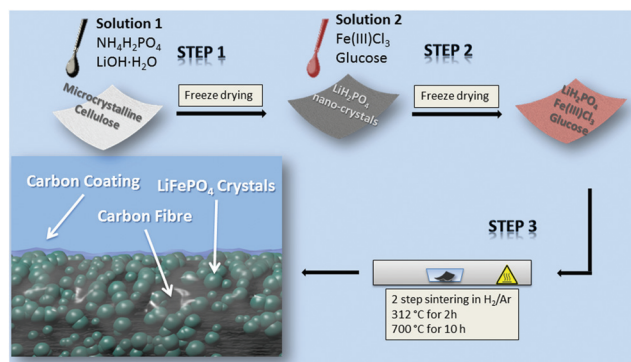 Solution 1
NH₄H₂PO₄
LiOH·H₂O
STEP 1
Microcrystalline
Cellulose
Freeze drying
Solution 2
Fe(III)Cl₃
Glucose
STEP 2
LiH₂PO₄
nano-crystals
Freeze drying
LiH₂PO₄
Fe(III)Cl₃
Glucose
STEP 3
2 step sintering in H₂/Ar
312 °C for 2h
700 °C for 10 h
Carbon Coating
LiFePO₄ Crystals
Carbon Fibre